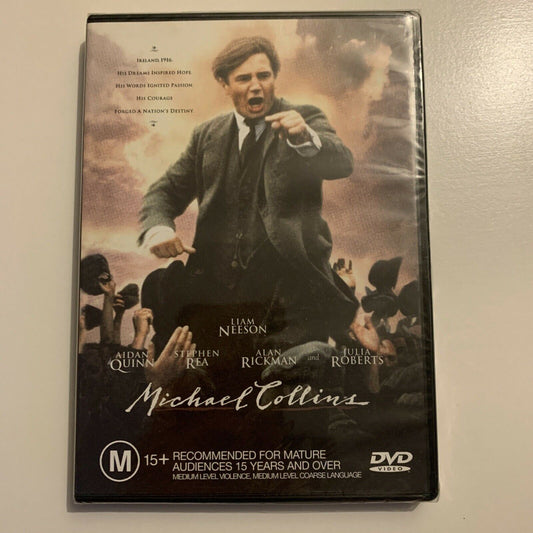 IRELAND, 1916.
HIS DREAMS INSPIRED HOPE.
HIS WORDS IGNITED PASSION.
HIS COURAGE
FORGED A NATION'S DESTINY.
LIAM
NEESON
AIDAN
QUINN
STEPHEN
REA
ALAN
RICKMAN
and
JULIA
ROBERTS
Michael Collins
M 15+ RECOMMENDED FOR MATURE
AUDIENCES 15 YEARS AND OVER
MEDIUM LEVEL VIOLENCE, MEDIUM LEVEL COARSE LANGUAGE
DVD
VIDEO